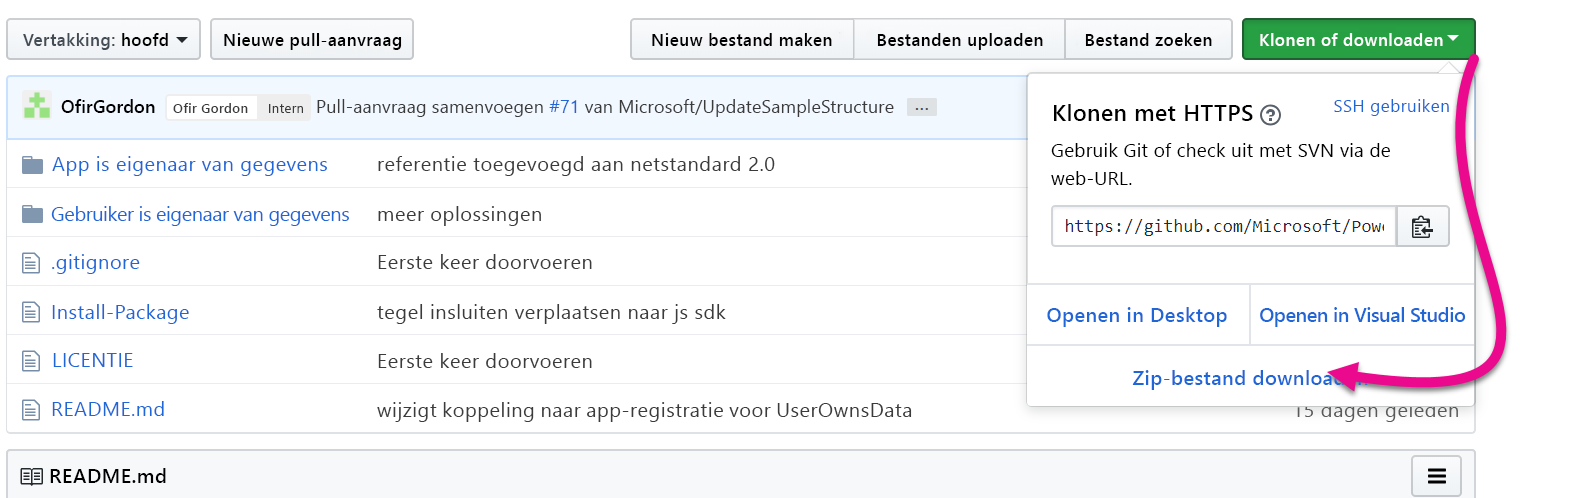 Vertakking: hoofd
Nieuwe pull-aanvraag
Nieuw bestand maken
Bestanden uploaden
Bestand zoeken
Klonen of downloaden
OfirGordon Ofir Gordon Intern Pull-aanvraag samenvoegen #71 van Microsoft/UpdateSampleStructure ...
App is eigenaar van gegevens referentie toegevoegd aan netstandard 2.0
Gebruiker is eigenaar van gegevens meer oplossingen
.gitignore Eerste keer doorvoeren
Install-Package tegel insluiten verplaatsen naar js sdk
LICENTIE Eerste keer doorvoeren
README.md wijzigt koppeling naar app-registratie voor UserOwnsData 15 dagen geleden
Klonen met HTTPS ? SSH gebruiken
Gebruik Git of check uit met SVN via de
web-URL.
https://github.com/Microsoft/Powe
Openen in Desktop
Openen in Visual Studio
Zip-bestand
README.md